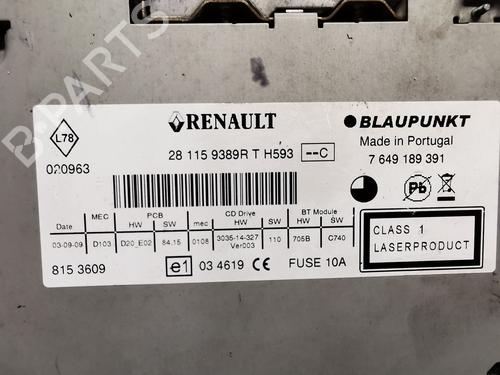 B-PARTS
L78
RENAULT
BLAUPUNKT
28 115 9389R T H593 --C
Made in Portugal
020963
7 649 189 391
Pb
Date MEC PCB HW SW mec CD Drive HW SW BT Module HW SW
03-09-09 D103 D20_E02 84.15 0108 3035-14-327 Ver003 110 705B C740
CLASS 1
LASERPRODUCT
815 3609
e1 03 4619 CE FUSE 10A